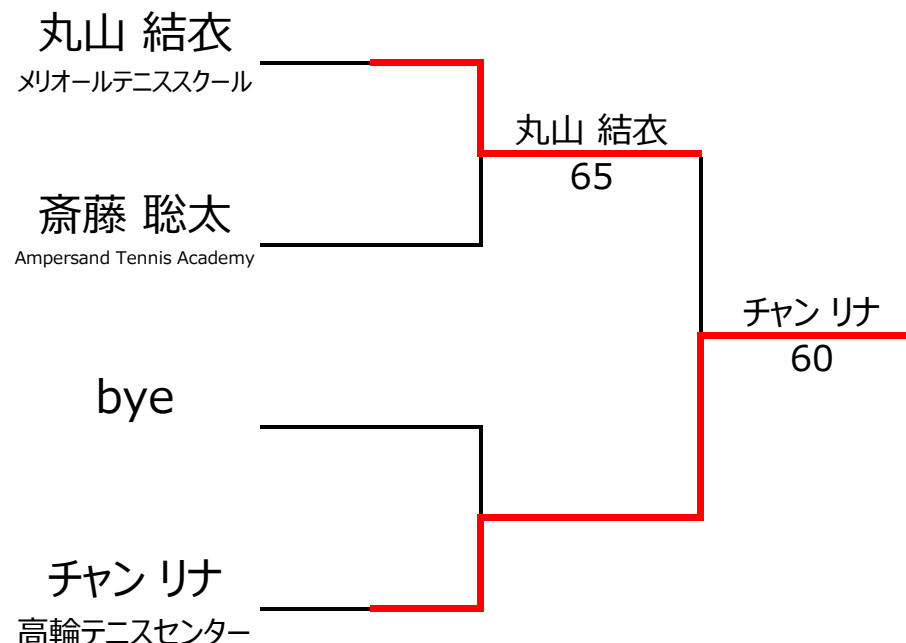 丸山 結衣
メリオールテニススクール
丸山 結衣
65
斎藤 聡太
Ampersand Tennis Academy
チャン リナ
60
bye
チャン リナ
高輪テニスセンター